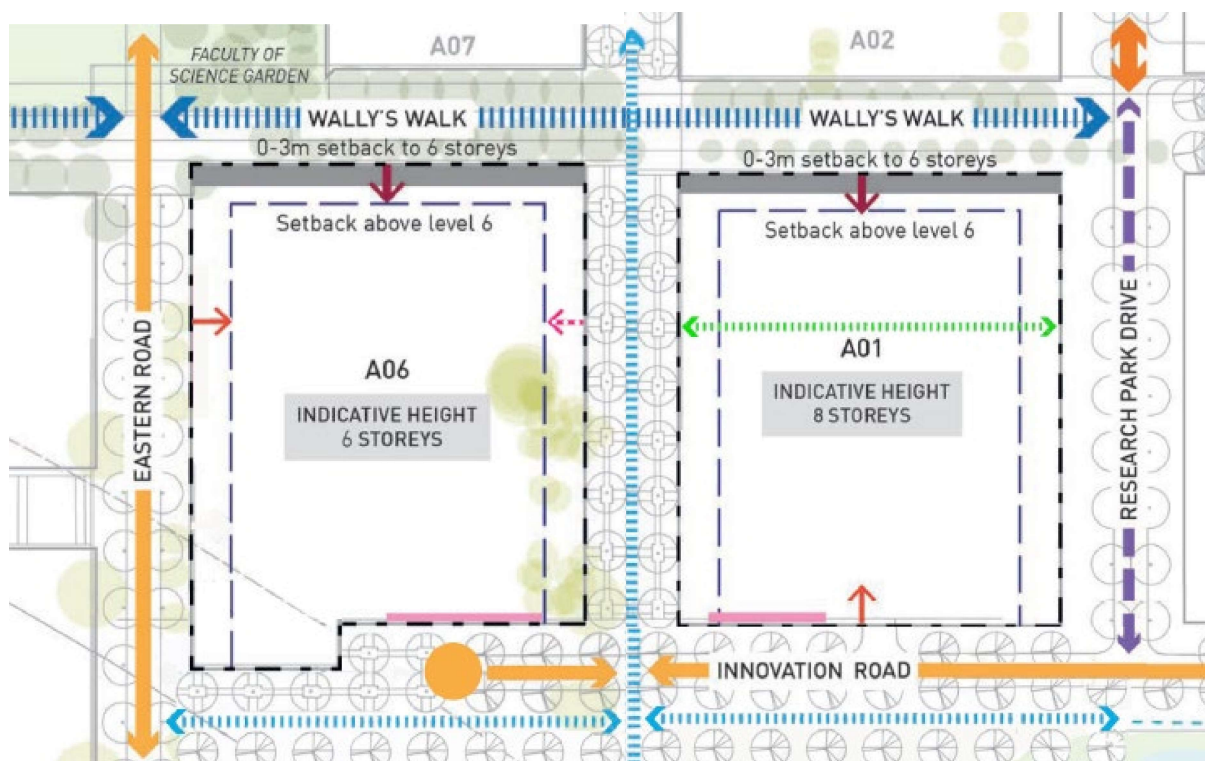 A07
A02
FACULTY OF
SCIENCE GARDEN
WALLY'S WALK
WALLY'S WALK
0-3m setback to 6 storeys
0-3m setback to 6 storeys
Setback above level 6
Setback above level 6
EASTERN ROAD
A06
INDICATIVE HEIGHT
6 STOREYS
A01
INDICATIVE HEIGHT
8 STOREYS
RESEARCH PARK DRIVE
INNOVATION ROAD